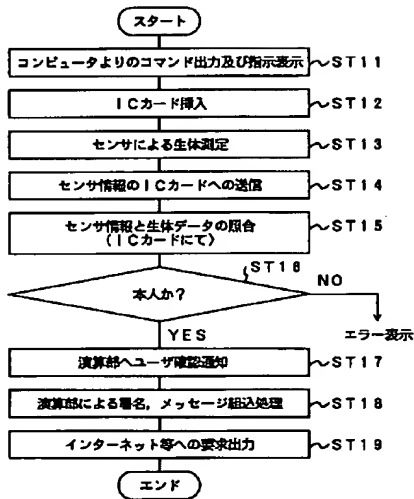 スタート
コンピュータよりのコマンド出力及び指示表示 ST11
ICカード挿入 ST12
センサによる生体測定 ST13
センサ情報のICカードへの送信 ST14
センサ情報と生体データの照合 ST15
(ICカードにて)
ST16
本人か? NO
YES エラー表示
演算部へユーザ確認通知 ST17
演算部による署名,メッセージ組込処理 ST18
インターネット等への要求出力 ST19
エンド